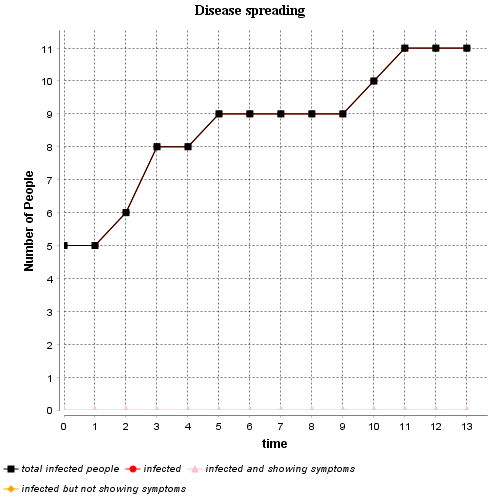 Disease spreading
11
10
9
8
7
6
5
4
3
2
1
0
Number of People
0 1 2 3 4 5 6 7 8 9 10 11 12 13
time
total infected people infected infected and showing symptoms
infected but not showing symptoms